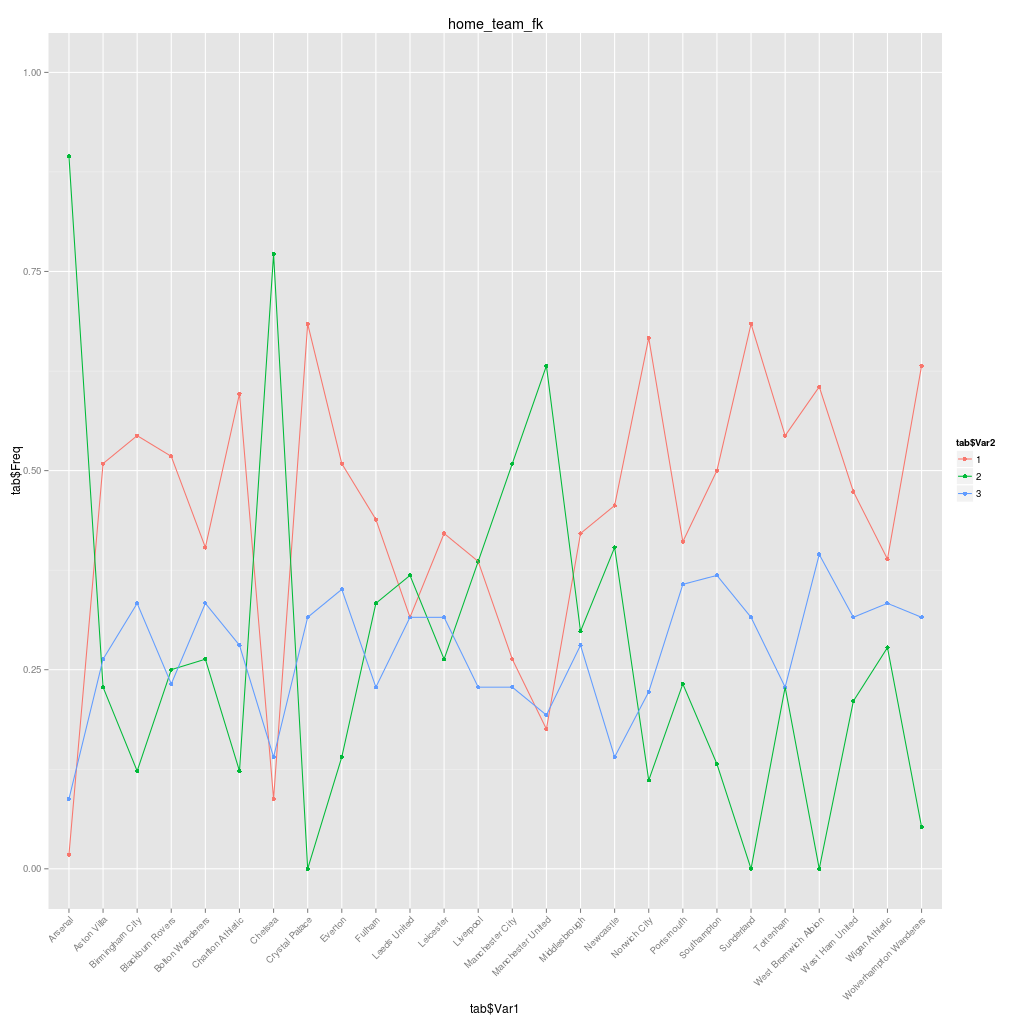 home_team_fk
1.00
0.75
0.50
0.25
0.00
tab$Freq
Arsenal
Aston Villa
Birmingham City
Blackburn Rovers
Bolton Wanderers
Charlton Athletic
Chelsea
Crystal Palace
Everton
Fulham
Leeds United
Leicester
Liverpool
Manchester City
Manchester United
Middlesbrough
Newcastle
Norwich City
Portsmouth
Southampton
Sunderland
Tottenham
West Bromwich Albion
West Ham United
Wigan Athletic
Wolverhampton Wanderers
tab$Var1
tab$Var2
1
2
3